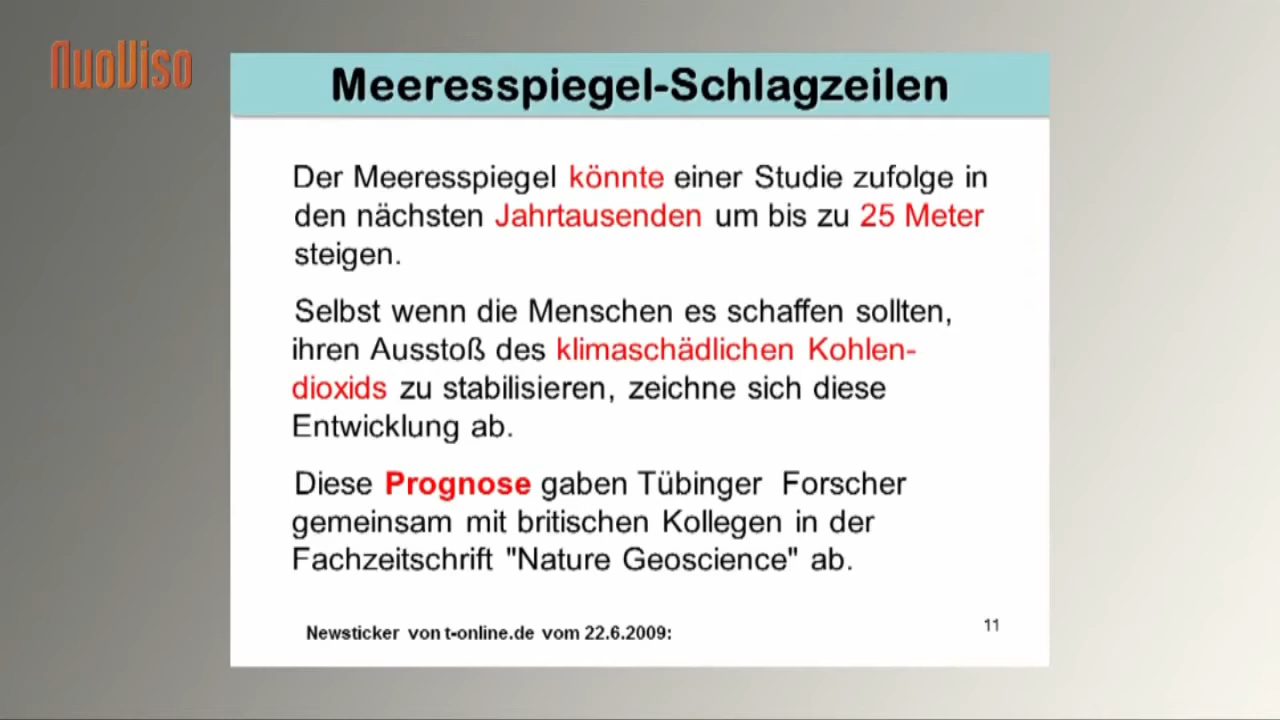 NuoViso
Meeresspiegel-Schlagzeilen
Der Meeresspiegel könnte einer Studie zufolge in
den nächsten Jahrtausenden um bis zu 25 Meter
steigen.
Selbst wenn die Menschen es schaffen sollten,
ihren Ausstoß des klimaschädlichen Kohlen-
dioxids zu stabilisieren, zeichne sich diese
Entwicklung ab.
Diese Prognose gaben Tübinger Forscher
gemeinsam mit britischen Kollegen in der
Fachzeitschrift "Nature Geoscience" ab.
Newsticker von t-online.de vom 22.6.2009:
11